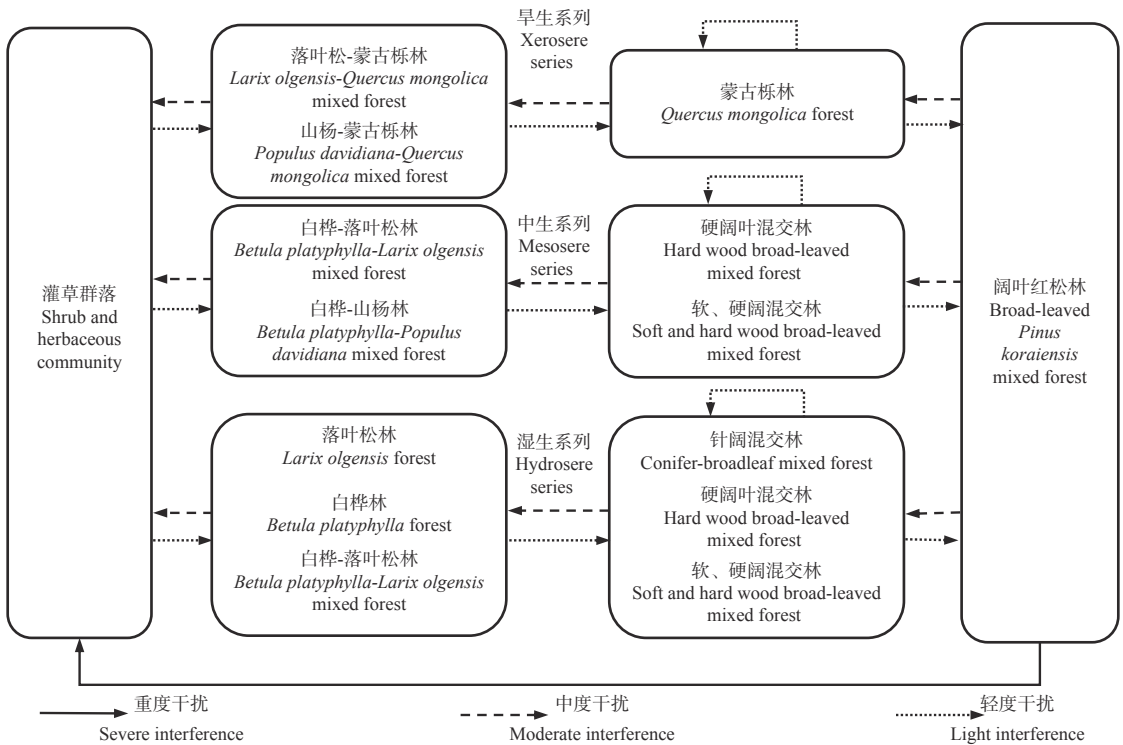 灌草群落
Shrub and
herbaceous
community
落叶松-蒙古栎林
Larix olgensis-Quercus mongolica
mixed forest
山杨-蒙古栎林
Populus davidiana-Quercus
mongolica mixed forest
旱生系列
Xerosere
series
蒙古栎林
Quercus mongolica forest
白桦-落叶松林
Betula platyphylla-Larix olgensis
mixed forest
白桦-山杨林
Betula platyphylla-Populus
davidiana mixed forest
中生系列
Mesosere
series
硬阔叶混交林
Hard wood broad-leaved
mixed forest
软、硬阔混交林
Soft and hard wood broad-leaved
mixed forest
落叶松林
Larix olgensis forest
白桦林
Betula platyphylla forest
白桦-落叶松林
Betula platyphylla-Larix olgensis
mixed forest
湿生系列
Hydrosere
series
针阔混交林
Conifer-broadleaf mixed forest
硬阔叶混交林
Hard wood broad-leaved
mixed forest
软、硬阔混交林
Soft and hard wood broad-leaved
mixed forest
阔叶红松林
Broad-leaved
Pinus
koraiensis
mixed forest
重度干扰
Severe interference
中度干扰
Moderate interference
轻度干扰
Light interference